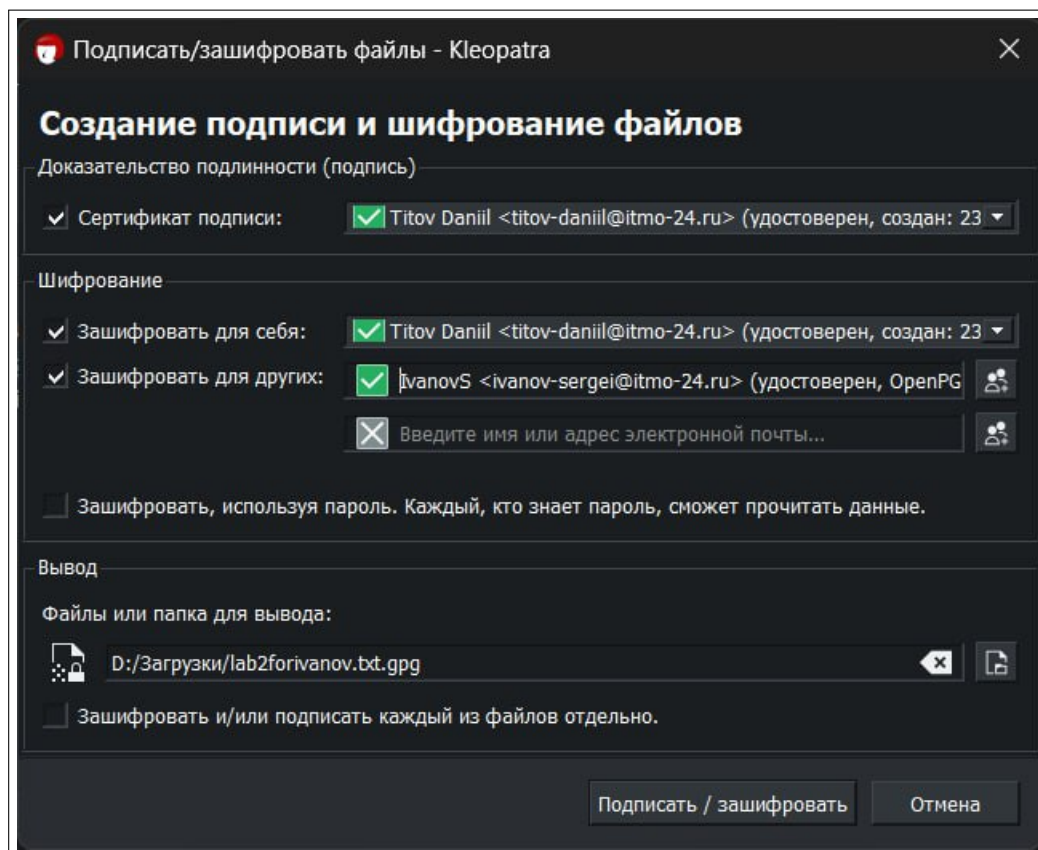 Подписать/зашифровать файлы - Kleopatra
Создание подписи и шифрование файлов
Доказательство подлинности (подпись)
Сертификат подписи: Titov Daniil <titov-daniil@itmo-24.ru> (удостоверен, создан: 23
Шифрование
Зашифровать для себя: Titov Daniil <titov-daniil@itmo-24.ru> (удостоверен, создан: 23
Зашифровать для других: IvanovS <ivanov-sergei@itmo-24.ru> (удостоверен, OpenPG
Введите имя или адрес электронной почты...
Зашифровать, используя пароль. Каждый, кто знает пароль, сможет прочитать данные.
Вывод
Файлы или папка для вывода:
D:/Загрузки/lab2forivanov.txt.gpg
Зашифровать и/или подписать каждый из файлов отдельно.
Подписать / зашифровать Отмена